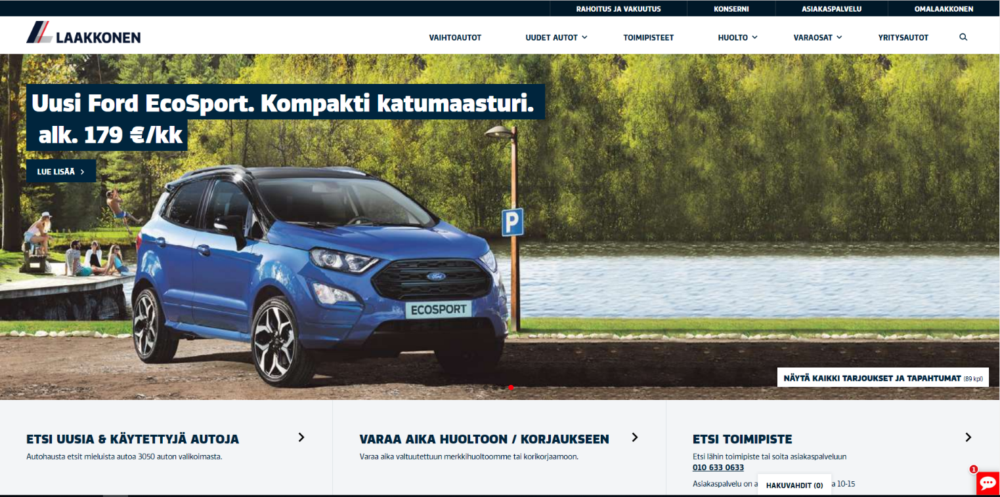 RAHOITUS JA VAKUUTUS KONSERNI ASIAKASPALVELU OMALAAKKONEN
LAAKKONEN VAIHTOAUTOT UUDET AUTOT TOIMIPISTEET HUOLTO VARAOSAT YRITYSAUTOT
Uusi Ford EcoSport. Kompakti katumaasturi.
alk. 179 €/kk
LUE LISÄÄ
P
Ford
ECOSPORT
NÄYTÄ KAIKKI TARJOUKSET JA TAPAHTUMAT (89 kpl)
ETSI UUSIA & KÄYTETTYJÄ AUTOJA
Autohausta etsit mieluista autoa 3050 auton valikoimasta.
VARAA AIKA HUOLTOON / KORJAUKSEEN
Varaa aika valtuutettuun merkkihuoltoomme tai korikorjaamoon.
ETSI TOIMIPISTE
Etsi lähin toimipiste tai soita asiakaspalveluun
010 633 0633
Asiakaspalvelu on a
HAKUVAHDIT (0)
a 10-15
1